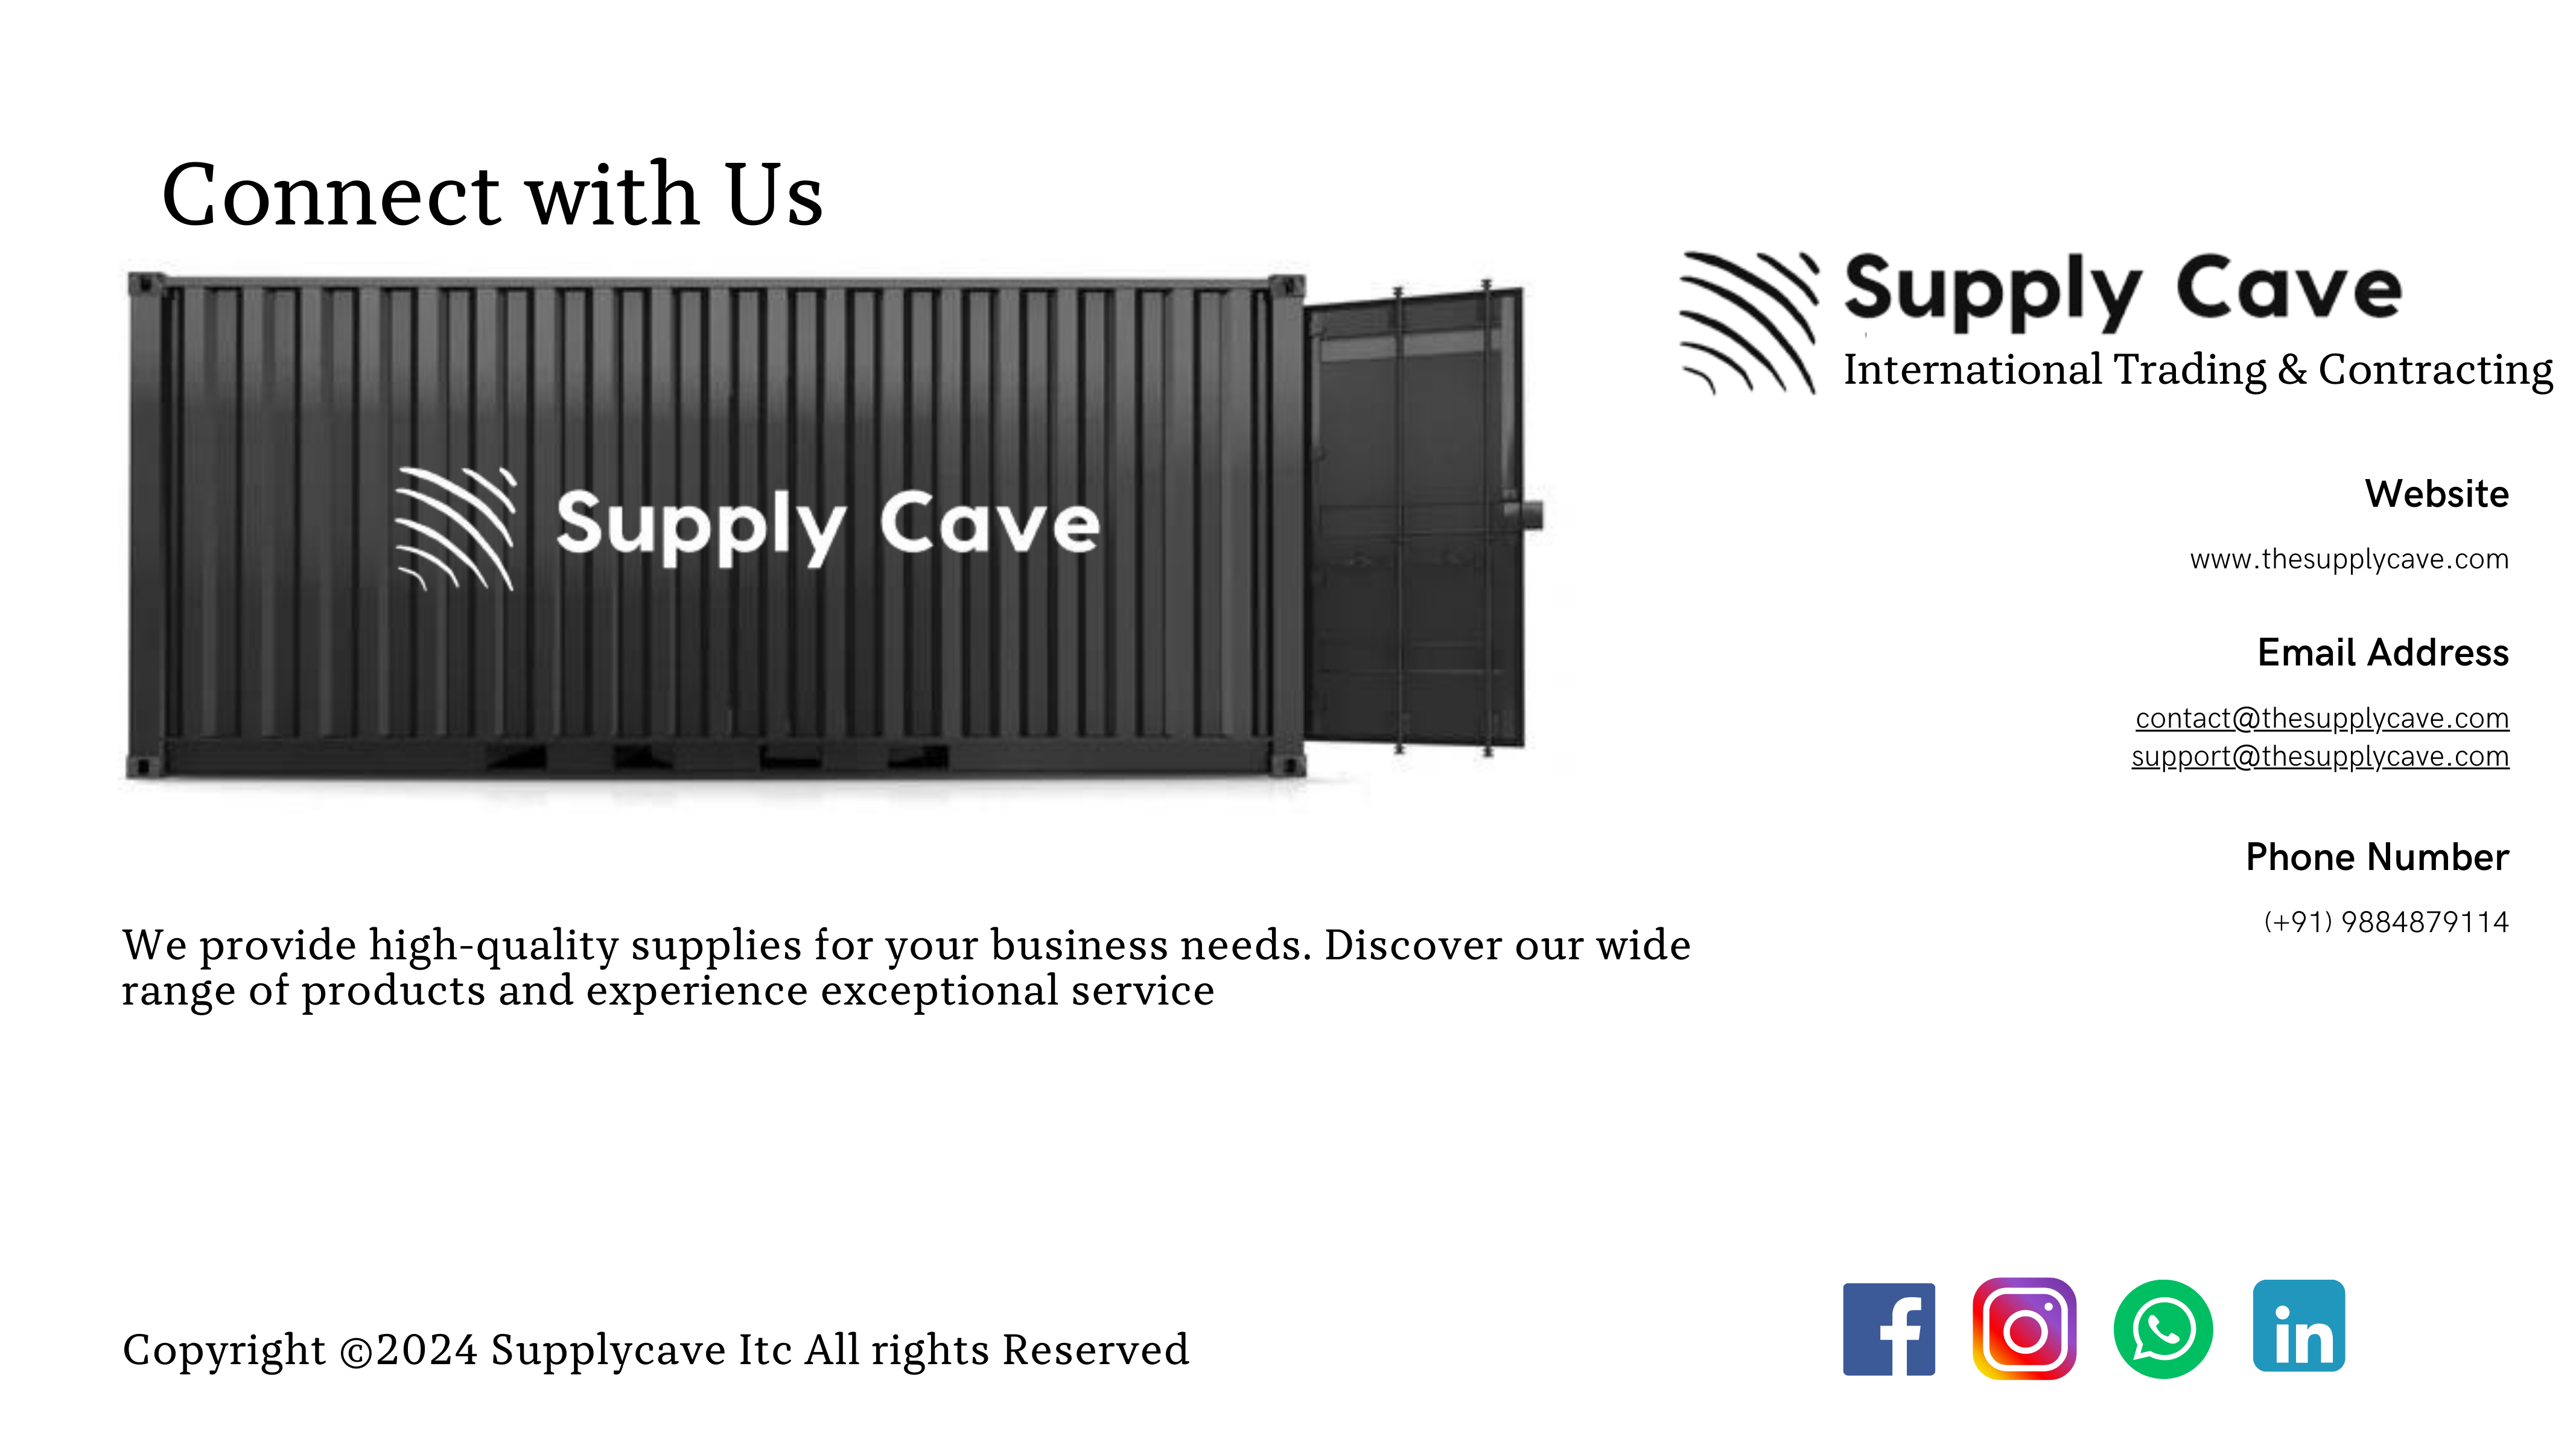 Connect with Us
Supply Cave
Supply Cave
International Trading & Contracting
Website
www.thesupplycave.com
Email Address
contact@thesupplycave.com
support@thesupplycave.com
Phone Number
(+91) 9884879114
We provide high-quality supplies for your business needs. Discover our wide
range of products and experience exceptional service
Copyright ©2024 Supplycave Itc All rights Reserved